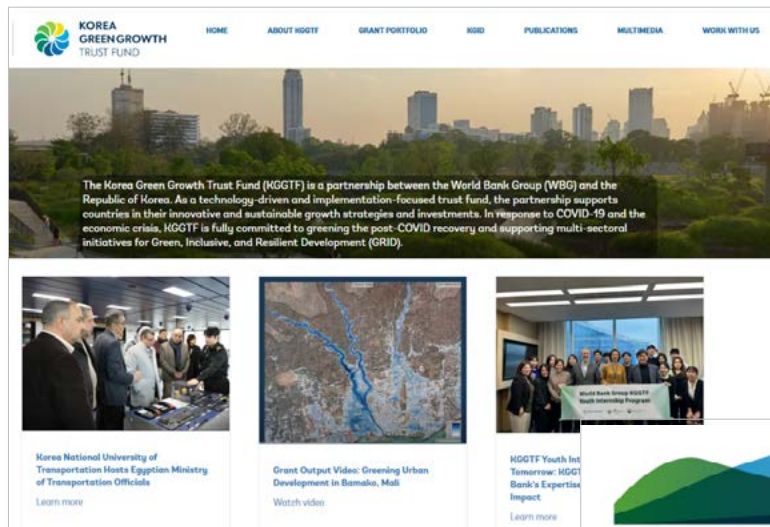 KOREA
GREENGROWTH
TRUST FUND
HOME
ABOUT KGGTF
GRANT PORTFOLIO
KGID
PUBLICATIONS
MULTIMEDIA
WORK WITH US
The Korea Green Growth Trust Fund (KGGTF) is a partnership between the World Bank Group (WBG) and the
Republic of Korea. As a technology-driven and implementation-focused trust fund, the partnership supports
countries in their innovative and sustainable growth strategies and investments. In response to COVID-19 and the
economic crisis, KGGTF is fully committed to greening the post-COVID recovery and supporting multi-sectoral
initiatives for Green, Inclusive, and Resilient Development (GRID).
World Bank Group KGGTF
Youth Internship Program
Korea National University of
Transportation Hosts Egyptian Ministry
of Transportation Officials
Learn more
Grant Output Video: Greening Urban
Development in Bamako, Mali
Watch video
KGGTF Youth Int
Tomorrow: KGGT
Bank's Expertise
Impact
Learn more